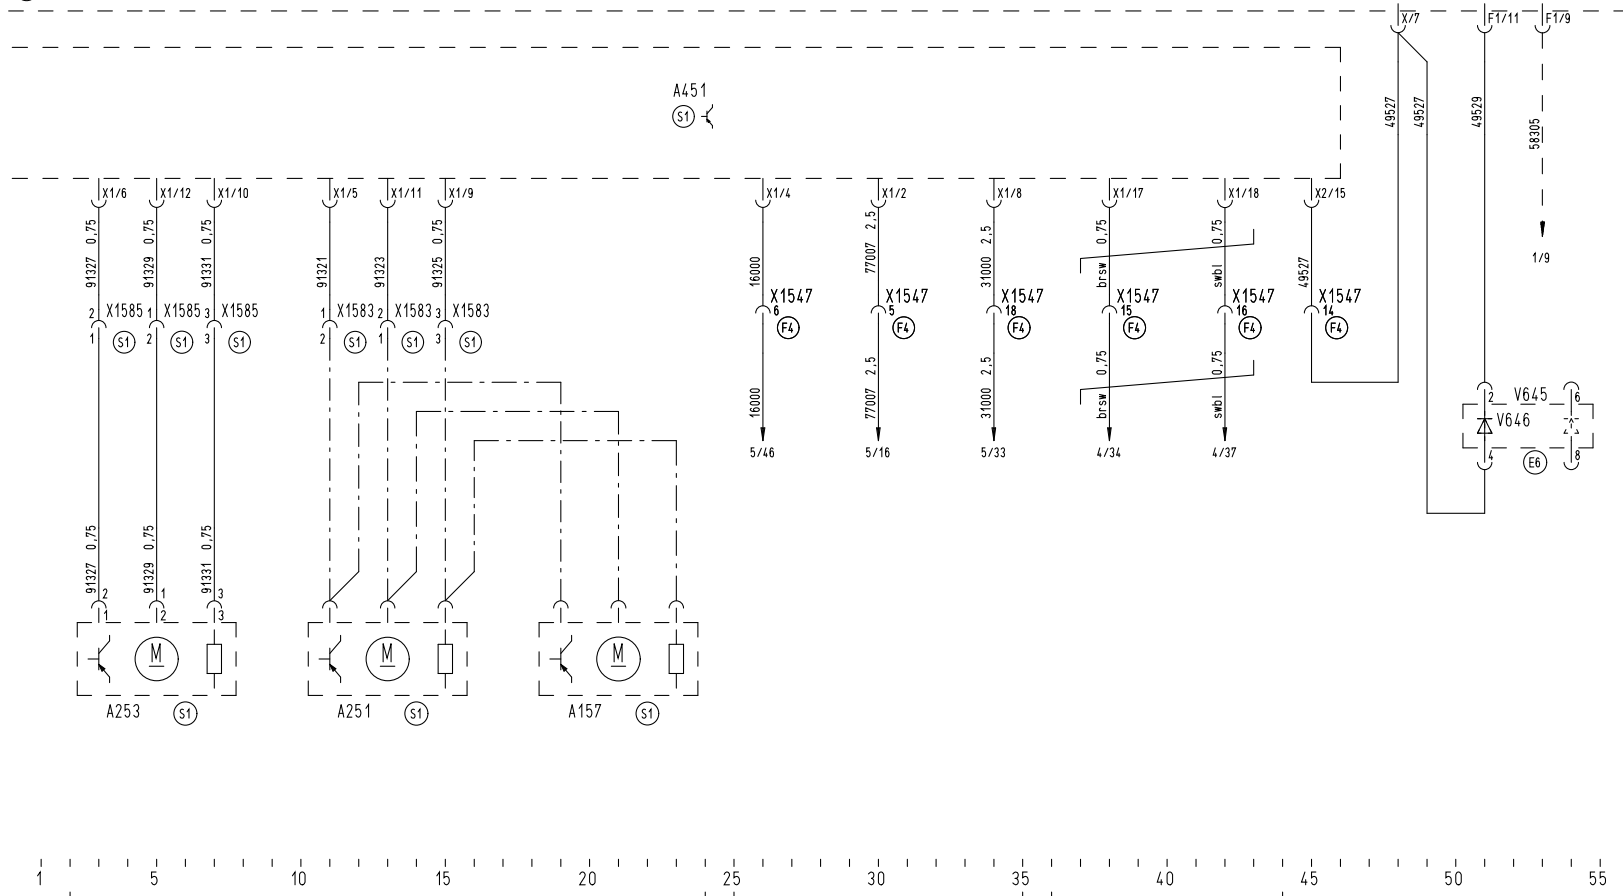 X/7 F1/11 F1/9
A451
S1
49527 49527 49529 58305
X1/6 X1/12 X1/10 X1/5 X1/11 X1/9 X1/4 X1/2 X1/8 X1/17 X1/18 X2/15
91327 0,75 91329 0,75 91331 0,75 91321 91323 91325 0,75 16000 77007 2,5 31000 2,5 brsw 0,75 swbl 0,75 49527 1/9
2 X1585 1 X1585 3 X1585 1 X1583 2 X1583 3 X1583 X1547 X1547 X1547 X1547 X1547 X1547
6 5 18 15 16 14
1 S1 2 S1 3 S1 2 S1 1 S1 3 S1 F4 F4 F4 F4 F4 F4
16000 77007 2,5 31000 2,5 brsw 0,75 swbl 0,75
2 V645 6
V646
5/46 5/16 5/33 4/34 4/37 4 E6 8
91327 0,75 91329 0,75 91331 0,75
2 1 3
1 2 3
M M M
A253 S1 A251 S1 A157 S1
1 5 10 15 20 25 30 35 40 45 50 55